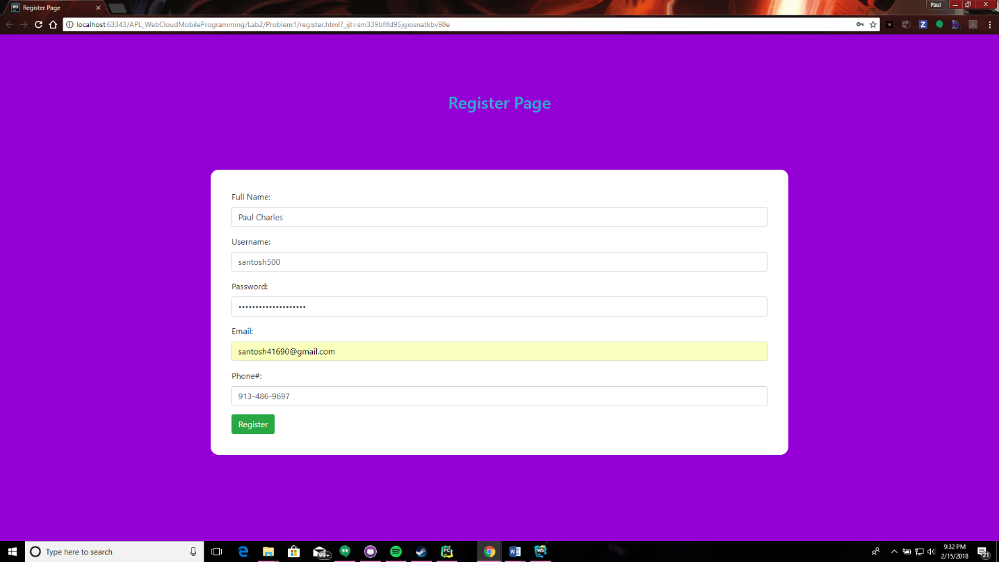 Register Page
Paul
localhost:63343/APL_WebCloudMobileProgramming/Lab2/Problem1/register.html?_ijt=sm339bflfd95jgiosnatkbv98e
Register Page
Full Name:
Paul Charles
Username:
santosh500
Password:
••••••••••••••••••••
Email:
santosh41690@gmail.com
Phone#:
913-486-9697
Register
Type here to search
99+
9:32 PM
2/15/2018
21